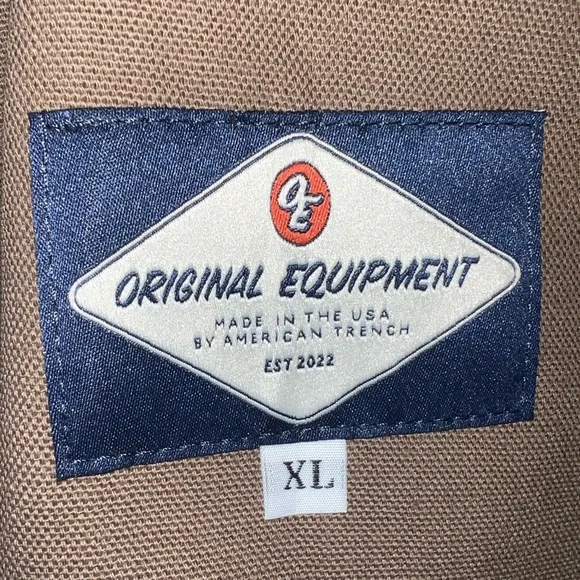 OE
ORIGINAL EQUIPMENT
MADE IN THE USA
BY AMERICAN TRENCH
EST 2022
XL